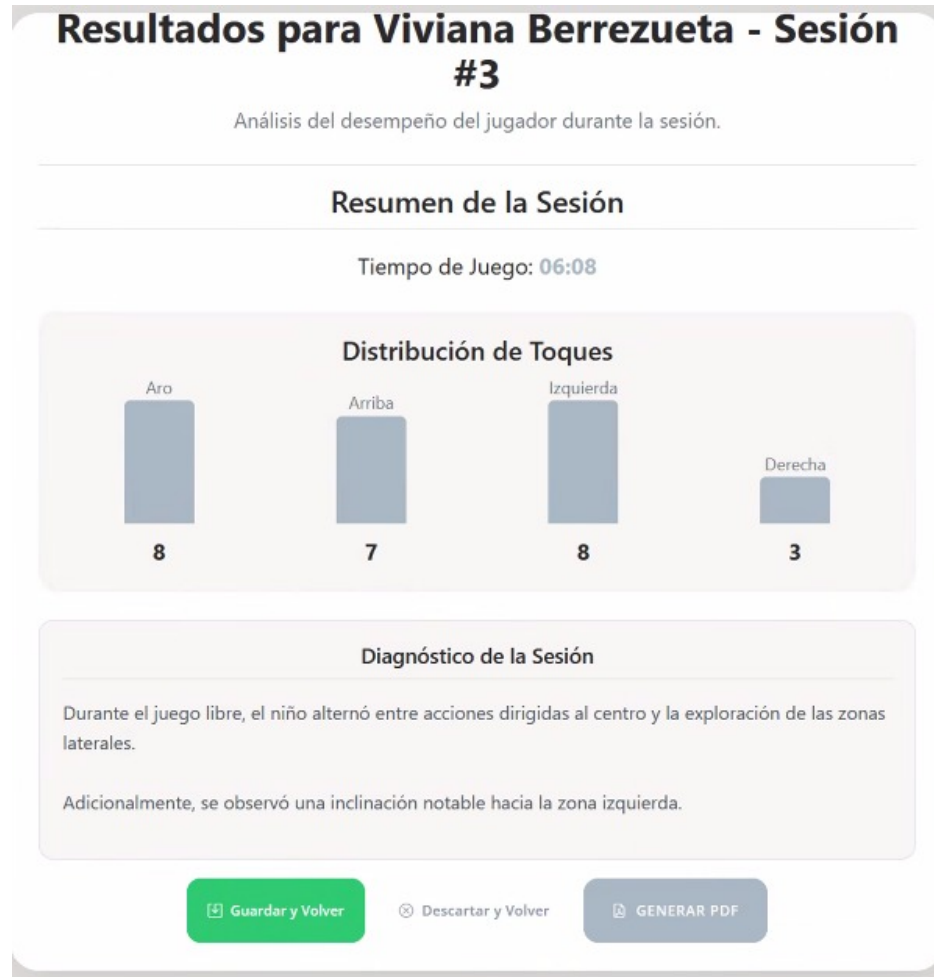 Resultados para Viviana Berrezueta - Sesión
#3
Análisis del desempeño del jugador durante la sesión.
Resumen de la Sesión
Tiempo de Juego: 06:08
Distribución de Toques
Aro
Arriba
Izquierda
Derecha
8
7
8
3
Diagnóstico de la Sesión
Durante el juego libre, el niño alternó entre acciones dirigidas al centro y la exploración de las zonas
laterales.
Adicionalmente, se observó una inclinación notable hacia la zona izquierda.
Guardar y Volver
Descartar y Volver
GENERAR PDF